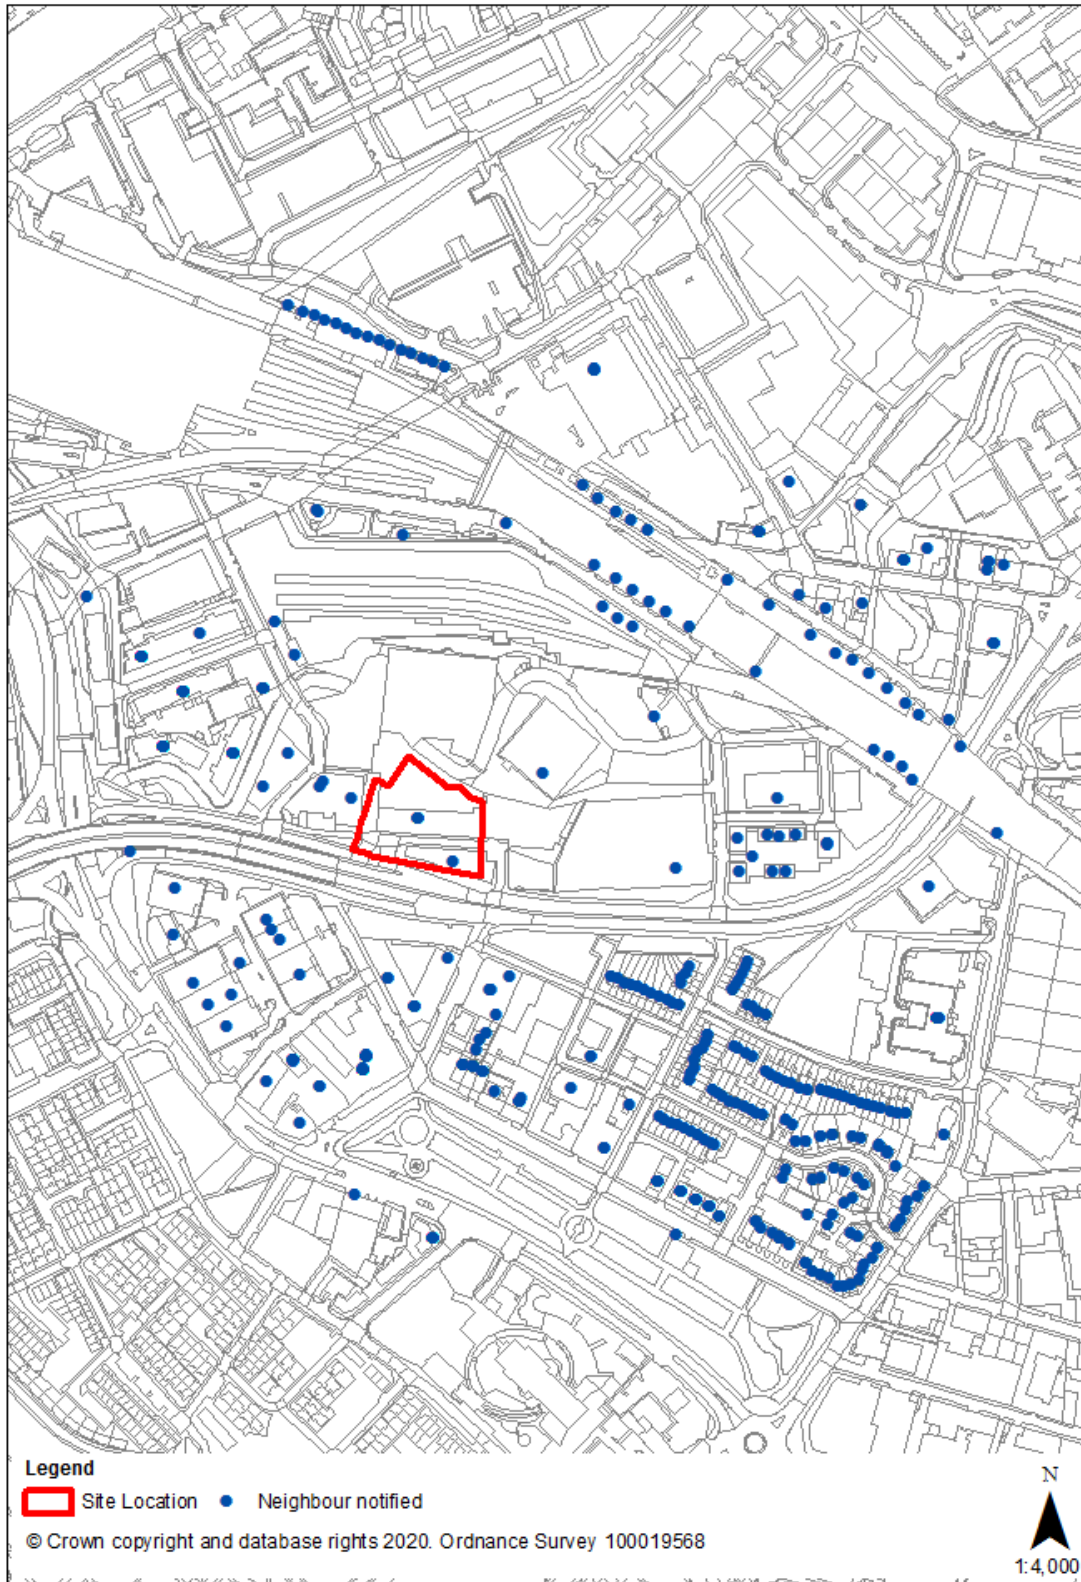 Legend
Site Location
Neighbour notified
© Crown copyright and database rights 2020. Ordnance Survey 100019568
N
1:4,000